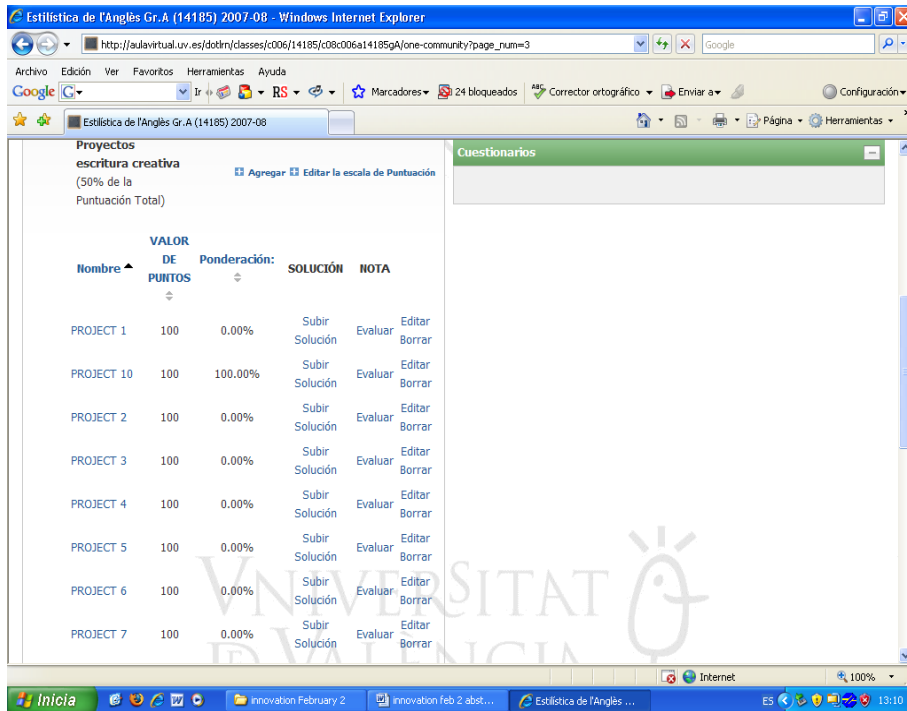 Estilística de l'Anglès Gr.A (14185) 2007-08 - Windows Internet Explorer
http://aulavirtual.uv.es/dotlrn/classes/c006/14185/c08c006a14185gA/one-community?page_num=3
Google
Archivo Edición Ver Favoritos Herramientas Ayuda
Google G Ir RS Marcadores 24 bloqueados ABC Corrector ortográfico Enviar a Configuración
Estilística de l'Anglès Gr.A (14185) 2007-08 Página Herramientas
Proyectos
escritura creativa
(50% de la
Puntuación Total)
Agregar Editar la escala de Puntuación
Cuestionarios
Nombre VALOR DE PUNTOS Ponderación: SOLUCIÓN NOTA
PROJECT 1 100 0.00% Subir Solución Evaluar Editar Borrar
PROJECT 10 100 100.00% Subir Solución Evaluar Editar Borrar
PROJECT 2 100 0.00% Subir Solución Evaluar Editar Borrar
PROJECT 3 100 0.00% Subir Solución Evaluar Editar Borrar
PROJECT 4 100 0.00% Subir Solución Evaluar Editar Borrar
PROJECT 5 100 0.00% Subir Solución Evaluar Editar Borrar
PROJECT 6 100 0.00% Subir Solución Evaluar Editar Borrar
PROJECT 7 100 0.00% Subir Solución Evaluar Editar Borrar
VNIVERSITAT
ID VALÈNCIA
Internet 100%
Inicia innovation February 2 innovation feb 2 abst... Estilística de l'Anglès ... ES 13:10